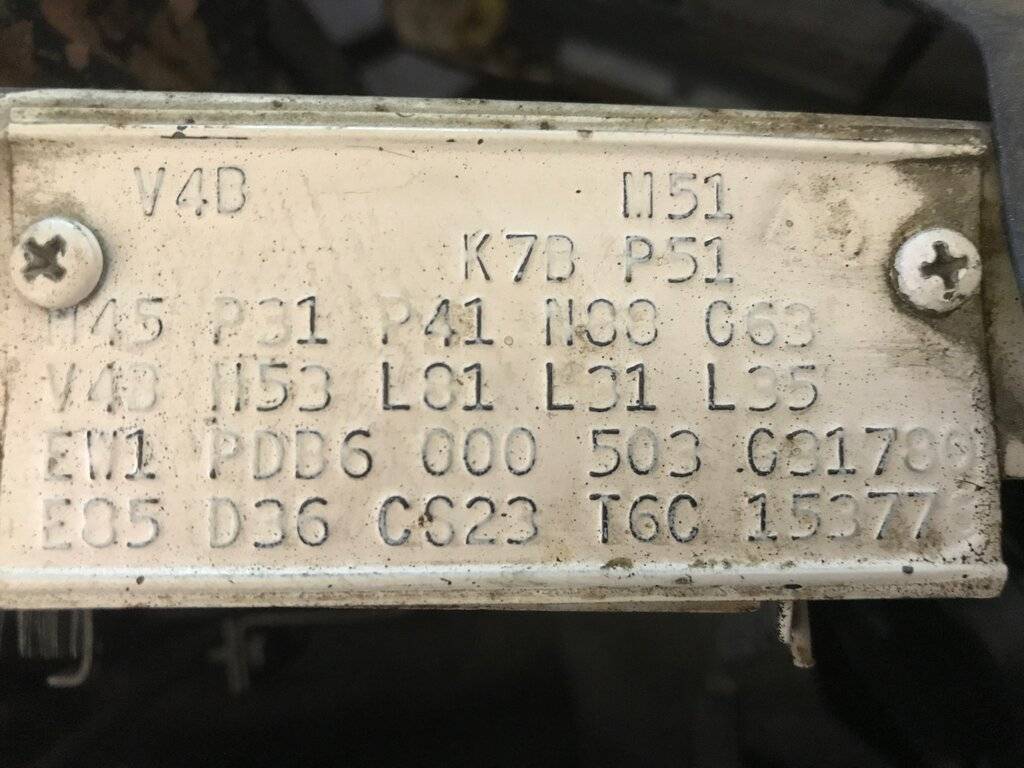 V4B M51
K7B P51
M45 P31 P41 N88 C63
V4B M53 L81 L31 L35
EW1 PDB6 000 503 G31780
E85 D36 CS23 T6C